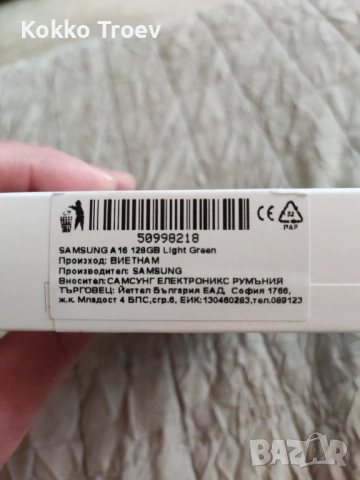 Kokko Troev
50998218
CE
22
PAP
SAMSUNG A16 128GB Light Green
Произход: ВИЕТНАМ
Производител: SAMSUNG
Вносител:САМСУНГ ЕЛЕКТРОНИКС РУМЪНИЯ
ТЪРГОВЕЦ: Йеттел България ЕАД, София 1766,
ж.к. Младост 4 БПС,сгр.6, ЕИК:130460283,тел.089123
BAZAR